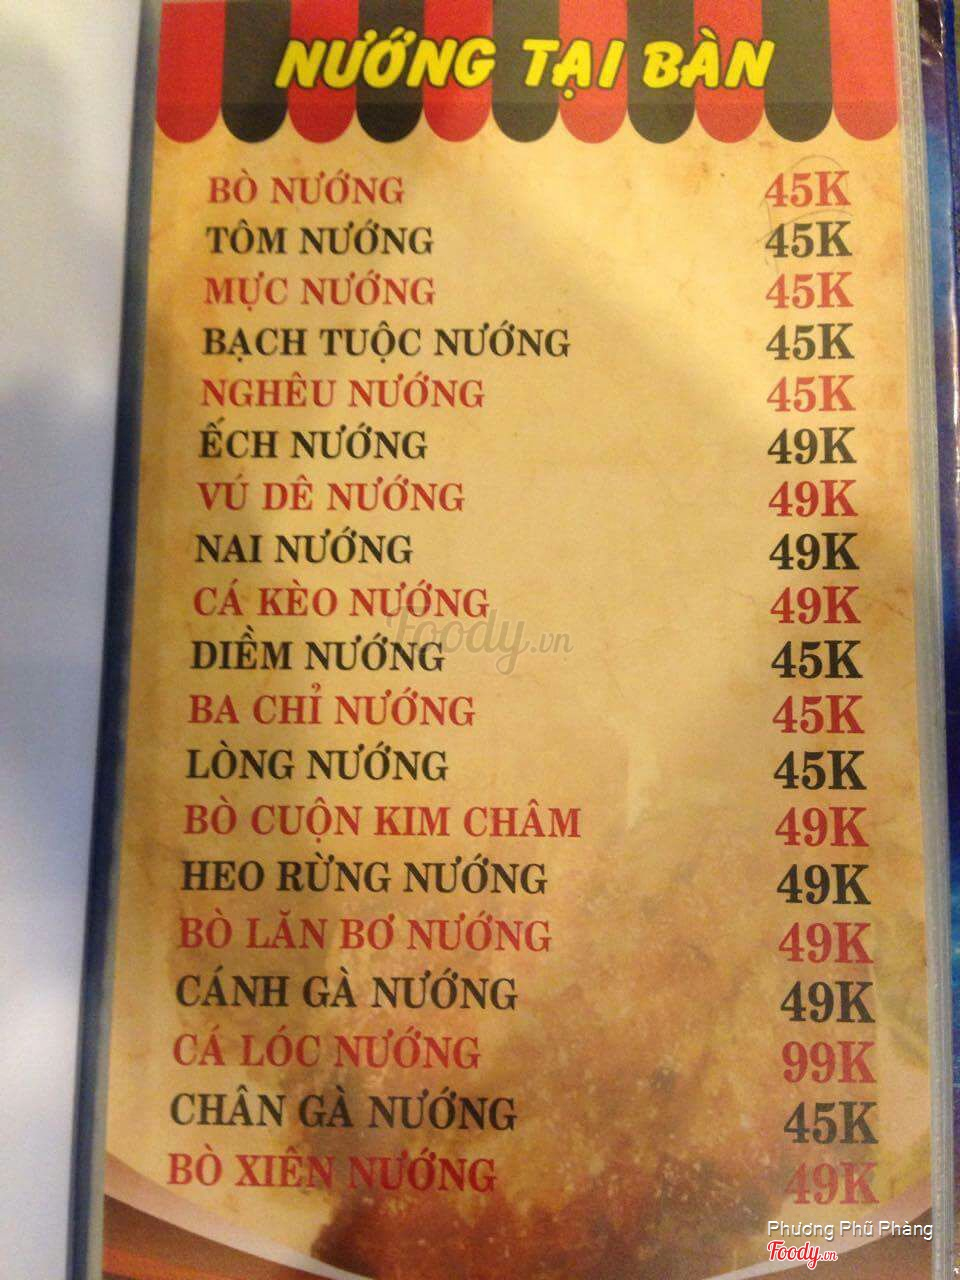 NƯỚNG TẠI BÀN
BÒ NƯỚNG 45K
TÔM NƯỚNG 45K
MỰC NƯỚNG 45K
BẠCH TUỘC NƯỚNG 45K
NGHÊU NƯỚNG 45K
ẾCH NƯỚNG 49K
VÚ DÊ NƯỚNG 49K
NAI NƯỚNG 49K
CÁ KÈO NƯỚNG 49K
Foody.vn
DIỀM NƯỚNG 45K
BA CHỈ NƯỚNG 45K
LÒNG NƯỚNG 45K
BÒ CUỘN KIM CHÂM 49K
HEO RỪNG NƯỚNG 49K
BÒ LĂN BƠ NƯỚNG 49K
CÁNH GÀ NƯỚNG 49K
CÁ LÓC NƯỚNG 99K
CHÂN GÀ NƯỚNG 45K
BÒ XIÊN NƯỚNG 49K
Phương Phũ Phàng
Foody.vn